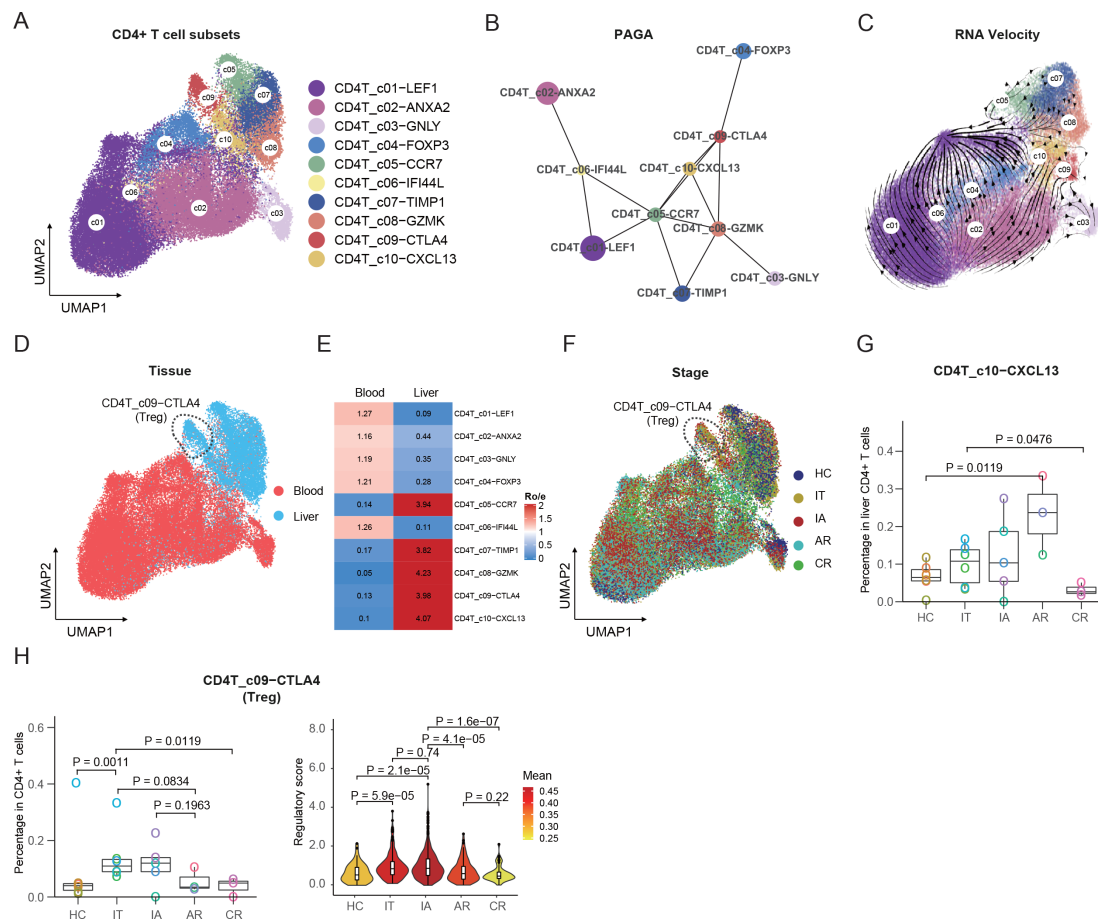 A
CD4+ T cell subsets
c05
c07
c09
c10
c04
c08
c06
c02
c03
c01
UMAP2
UMAP1
CD4T_c01−LEF1
CD4T_c02−ANXA2
CD4T_c03−GNLY
CD4T_c04−FOXP3
CD4T_c05−CCR7
CD4T_c06−IFI44L
CD4T_c07−TIMP1
CD4T_c08−GZMK
CD4T_c09−CTLA4
CD4T_c10−CXCL13
B
PAGA
CD4T_c04-FOXP3
CD4T_c02-ANXA2
CD4T_c09-CTLA4
CD4T_c06-IFI44L
CD4T_c10-CXCL13
CD4T_c05-CCR7
CD4T_c08-GZMK
CD4T_c01-LEF1
CD4T_c03-GNLY
CD4T_c07-TIMP1
C
RNA Velocity
c07
c05
c08
c10
c09
c04
c06
c01
c02
c03
D
Tissue
CD4T_c09−CTLA4
(Treg)
Blood
Liver
UMAP2
UMAP1
E
Blood Liver
1.27 0.09 CD4T_c01−LEF1
1.16 0.44 CD4T_c02−ANXA2
1.19 0.35 CD4T_c03−GNLY
1.21 0.28 CD4T_c04−FOXP3
0.14 3.94 CD4T_c05−CCR7
1.26 0.11 CD4T_c06−IFI44L
0.17 3.82 CD4T_c07−TIMP1
0.05 4.23 CD4T_c08−GZMK
0.13 3.98 CD4T_c09−CTLA4
0.1 4.07 CD4T_c10−CXCL13
Ro/e
2
1.5
1
0.5
0
F
Stage
CD4T_c09−CTLA4
(Treg)
HC
IT
IA
AR
CR
UMAP2
UMAP1
G
CD4T_c10−CXCL13
Percentage in liver CD4+ T cells
0.4
0.3
0.2
0.1
0.0
P = 0.0476
P = 0.0119
HC IT IA AR CR
H
CD4T_c09−CTLA4
(Treg)
Percentage in CD4+ T cells
0.6
0.4
0.2
0.0
P = 0.0119
P = 0.0011
P = 0.0834
P = 0.1963
HC IT IA AR CR
Regulatory score
8.0
6.0
4.0
2.0
0.0
P = 1.6e−07
P = 4.1e−05
P = 0.74
P = 2.1e−05
P = 5.9e−05
P = 0.22
HC IT IA AR CR
Mean
0.45
0.40
0.35
0.30
0.25